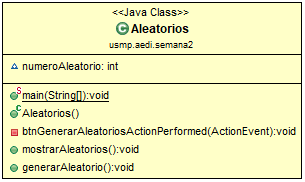 <<Java Class>>
Aleatorios
usmp.aedi.semana2
numeroAleatorio: int
main(String[]):void
Aleatorios()
btnGenerarAleatoriosActionPerformed(ActionEvent):void
mostrarAleatorios():void
generarAleatorio():void